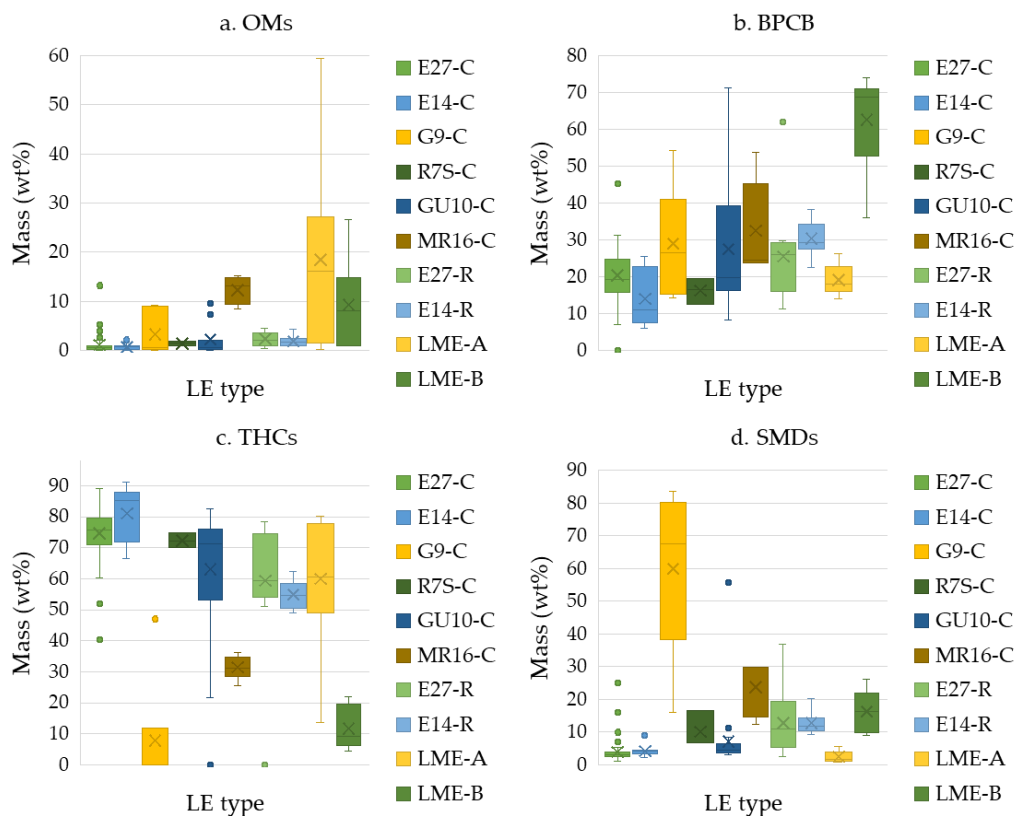 a. OMs
60
50
40
30
20
10
0
Mass (wt%)
LE type
E27-C
E14-C
G9-C
R7S-C
GU10-C
MR16-C
E27-R
E14-R
LME-A
LME-B
b. BPCB
80
70
60
50
40
30
20
10
0
Mass (wt%)
LE type
E27-C
E14-C
G9-C
R7S-C
GU10-C
MR16-C
E27-R
E14-R
LME-A
LME-B
c. THCs
90
80
70
60
50
40
30
20
10
0
Mass (wt%)
LE type
E27-C
E14-C
G9-C
R7S-C
GU10-C
MR16-C
E27-R
E14-R
LME-A
LME-B
d. SMDs
90
80
70
60
50
40
30
20
10
0
Mass (wt%)
LE type
E27-C
E14-C
G9-C
R7S-C
GU10-C
MR16-C
E27-R
E14-R
LME-A
LME-B